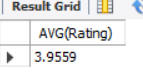 Result Grid
AVG(Rating)
3.9559